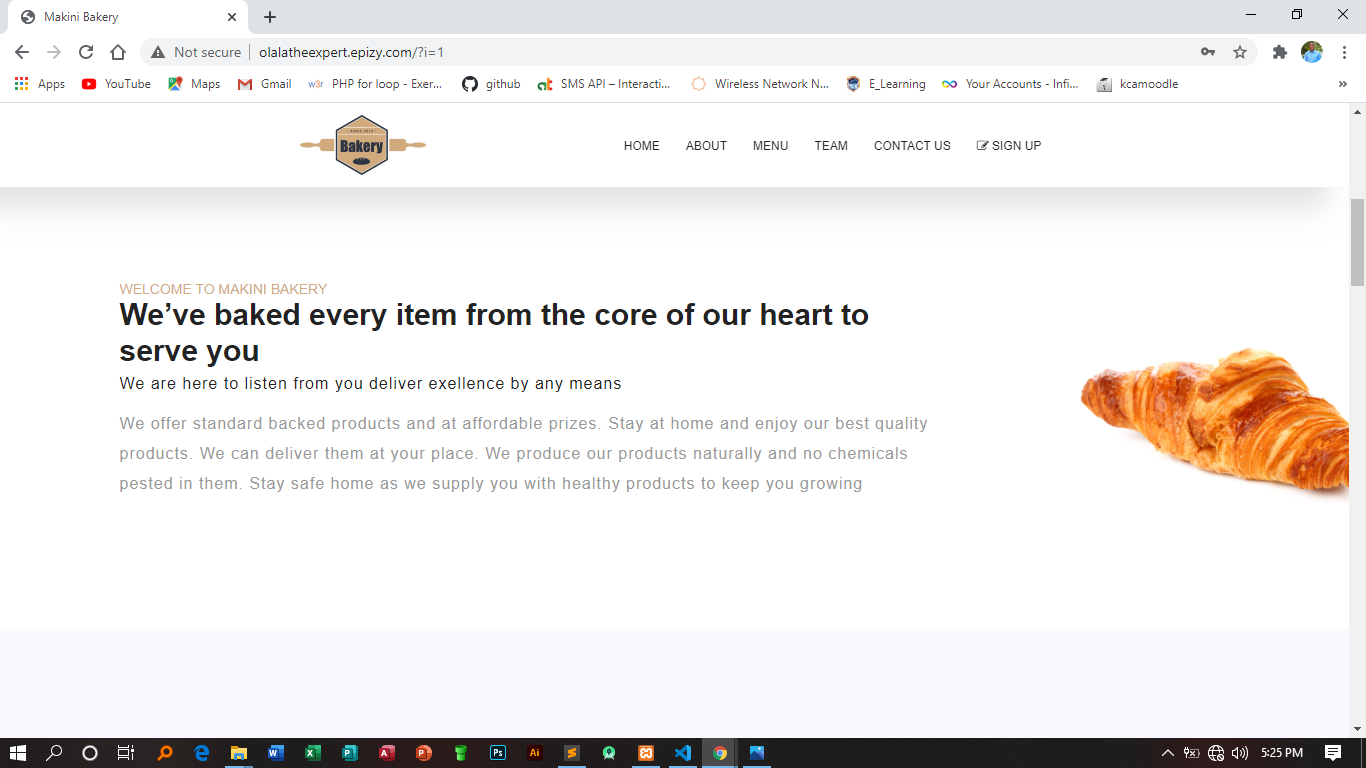 Makini Bakery
Not secure
olalatheexpert.epizy.com/?i=1
Apps
YouTube
Maps
Gmail
w3r
PHP for loop - Exer...
github
SMS API – Interacti...
Wireless Network N...
E_Learning
Your Accounts - Infi...
kcamoodle
Bakery
HOME
ABOUT
MENU
TEAM
CONTACT US
SIGN UP
WELCOME TO MAKINI BAKERY
We’ve baked every item from the core of our heart to
serve you
We are here to listen from you deliver exellence by any means
We offer standard backed products and at affordable prizes. Stay at home and enjoy our best quality
products. We can deliver them at your place. We produce our products naturally and no chemicals
pested in them. Stay safe home as we supply you with healthy products to keep you growing
Ps
Ai
5:25 PM